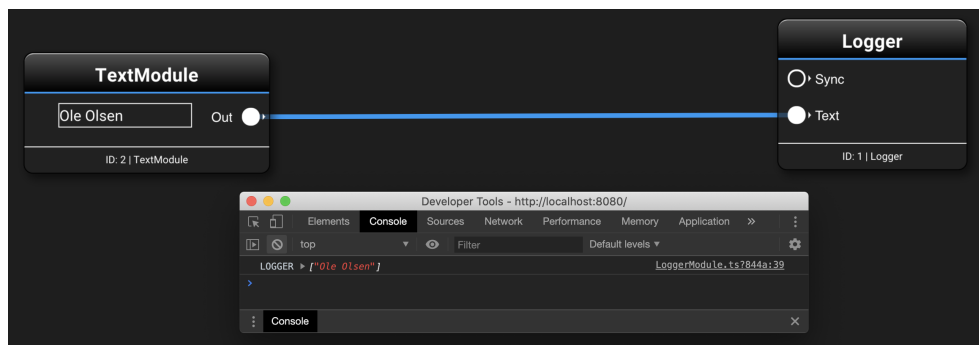 Logger
TextModule
Sync
Ole Olsen Out
Text
ID: 2 | TextModule
ID: 1 | Logger
Developer Tools - http://localhost:8080/
Elements Console Sources Network Performance Memory Application »
top Filter Default levels
LOGGER ["Ole Olsen"] LoggerModule.ts?844a:39
Console